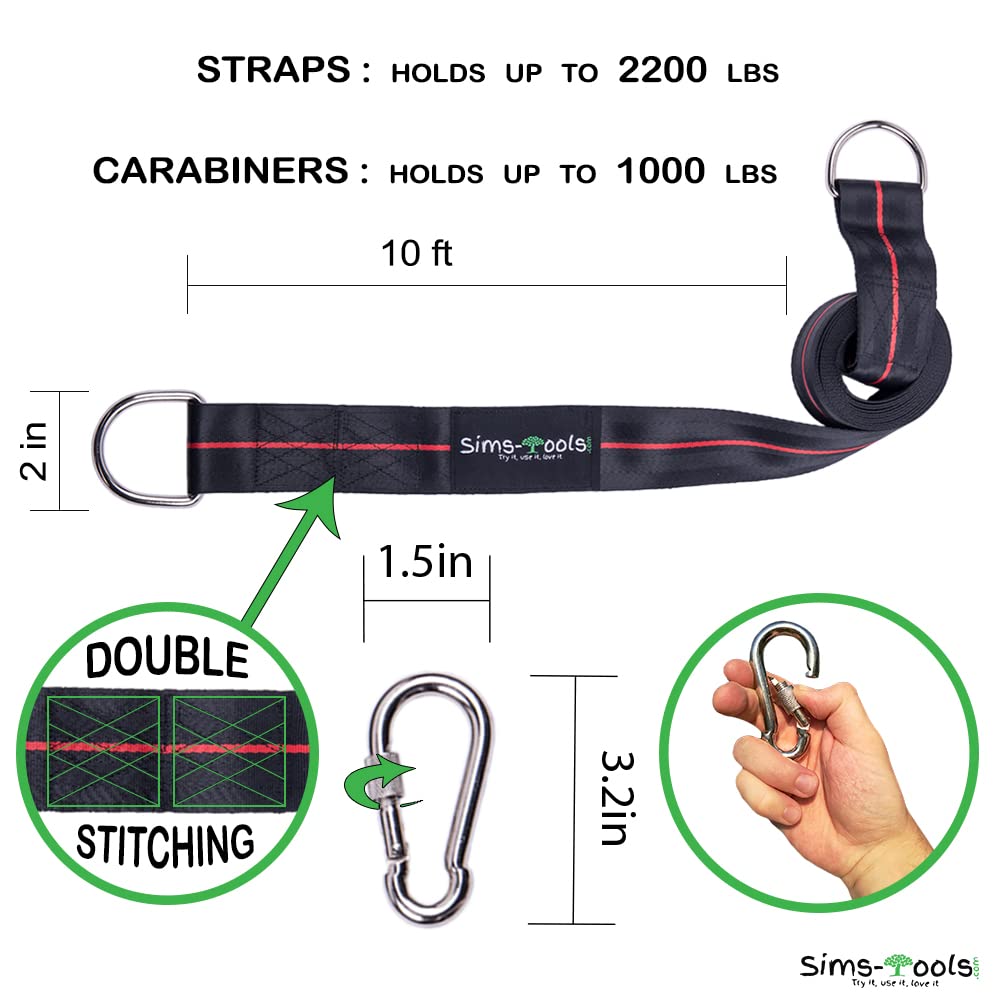 STRAPS : HOLDS UP TO 2200 LBS
CARABINERS : HOLDS UP TO 1000 LBS
10 ft
2 in
Sims-Tools.com
Try it, use it, love it
1.5in
DOUBLE
STITCHING
3.2in
Sims-Tools.com
Try it, use it, love it